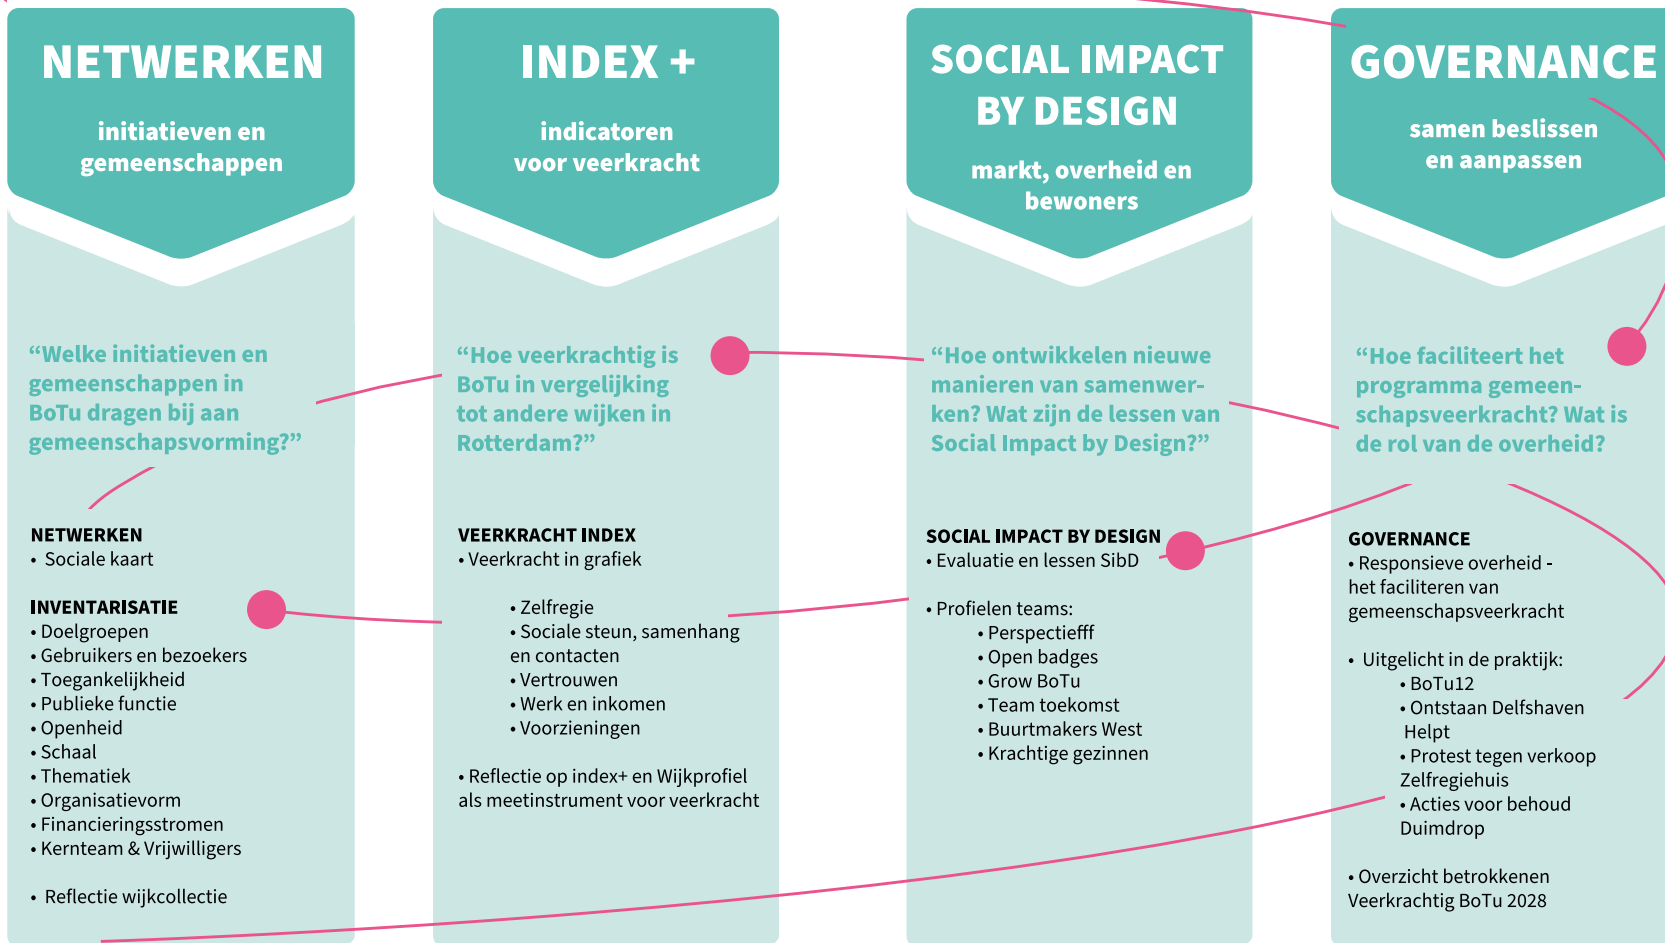 NETWERKEN
initiatieven en
gemeenschappen
“Welke initiatieven en
gemeenschappen in
BoTu dragen bij aan
gemeenschapsvorming?”
NETWERKEN
• Sociale kaart
INVENTARISATIE
• Doelgroepen
• Gebruikers en bezoekers
• Toegankelijkheid
• Publieke functie
• Openheid
• Schaal
• Thematiek
• Organisatievorm
• Financieringsstromen
• Kernteam & Vrijwilligers
• Reflectie wijkcollectie
INDEX +
indicatoren
voor veerkracht
“Hoe veerkrachtig is
BoTu in vergelijking
tot andere wijken in
Rotterdam?”
VEERKRACHT INDEX
• Veerkracht in grafiek
• Zelfregie
• Sociale steun, samenhang
en contacten
• Vertrouwen
• Werk en inkomen
• Voorzieningen
• Reflectie op index+ en Wijkprofiel
als meetinstrument voor veerkracht
SOCIAL IMPACT
BY DESIGN
markt, overheid en
bewoners
“Hoe ontwikkelen nieuwe
manieren van samenwer-
ken? Wat zijn de lessen van
Social Impact by Design?”
SOCIAL IMPACT BY DESIGN
• Evaluatie en lessen SibD
• Profielen teams:
• Perspectiefff
• Open badges
• Grow BoTu
• Team toekomst
• Buurtmakers West
• Krachtige gezinnen
GOVERNANCE
samen beslissen
en aanpassen
“Hoe faciliteert het
programma gemeen-
schapsveerkracht? Wat is
de rol van de overheid?
GOVERNANCE
• Responsieve overheid -
het faciliteren van
gemeenschapsveerkracht
• Uitgelicht in de praktijk:
• BoTu12
• Ontstaan Delfshaven
Helpt
• Protest tegen verkoop
Zelfregiehuis
• Acties voor behoud
Duimdrop
• Overzicht betrokkenen
Veerkrachtig BoTu 2028